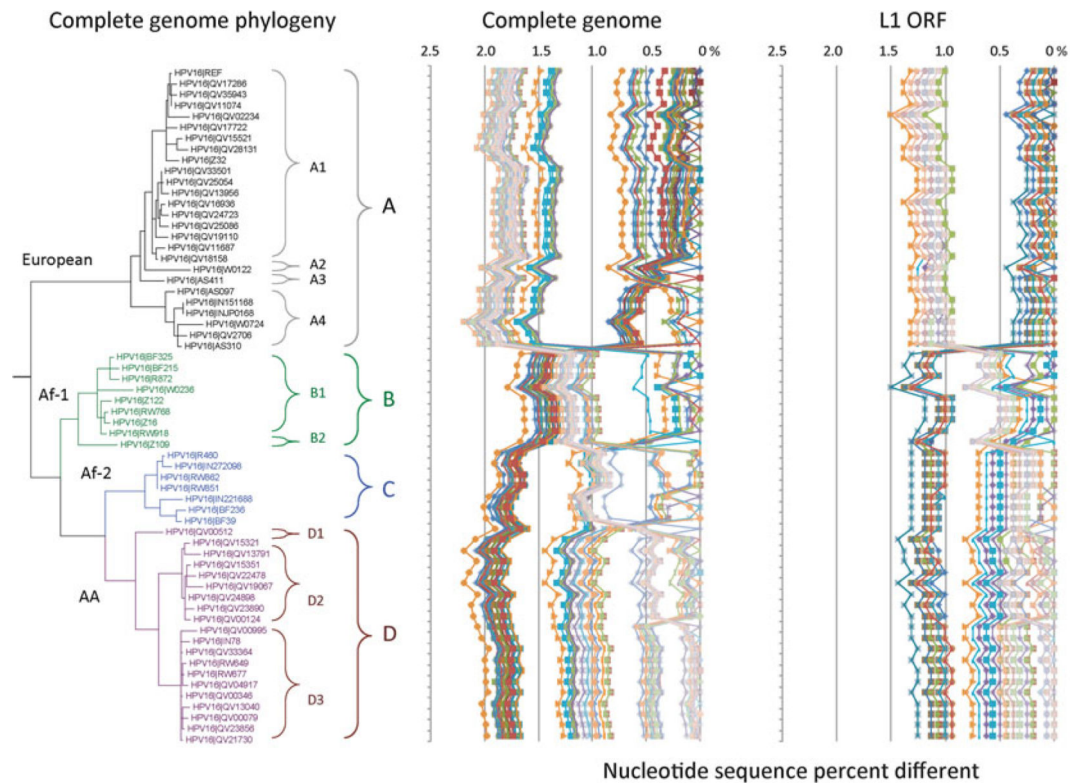 Complete genome phylogeny
Complete genome
L1 ORF
2.5 2.0 1.5 1.0 0.5 0 %
2.5 2.0 1.5 1.0 0.5 0 %
HPV16|REF
HPV16|QV17286
HPV16|QV35943
HPV16|QV11074
HPV16|QV02234
HPV16|QV17722
HPV16|QV15521
HPV16|QV28131
HPV16|Z32
HPV16|QV33501
HPV16|QV25054
HPV16|QV13956
HPV16|QV16936
HPV16|QV24723
HPV16|QV25086
HPV16|QV19110
HPV16|QV11687
HPV16|QV18158
HPV16|W0122
HPV16|AS411
HPV16|AS097
HPV16|IN151168
HPV16|INJP0168
HPV16|W0724
HPV16|QV2706
HPV16|AS310
HPV16|BF325
HPV16|BF215
HPV16|R872
HPV16|W0236
HPV16|Z122
HPV16|RW768
HPV16|Z16
HPV16|RW918
HPV16|Z109
HPV16|R460
HPV16|IN272098
HPV16|RW862
HPV16|RW851
HPV16|IN221688
HPV16|BF236
HPV16|BF39
HPV16|QV00512
HPV16|QV15321
HPV16|QV13791
HPV16|QV15351
HPV16|QV22478
HPV16|QV19067
HPV16|QV24898
HPV16|QV23890
HPV16|QV00124
HPV16|QV00995
HPV16|IN78
HPV16|QV33364
HPV16|RW649
HPV16|RW677
HPV16|QV04917
HPV16|QV00346
HPV16|QV13040
HPV16|QV00079
HPV16|QV23856
HPV16|QV21730
European
Af-1
Af-2
AA
A1
A2
A3
A4
B1
B2
D1
D2
D3
A
B
C
D
Nucleotide sequence percent different